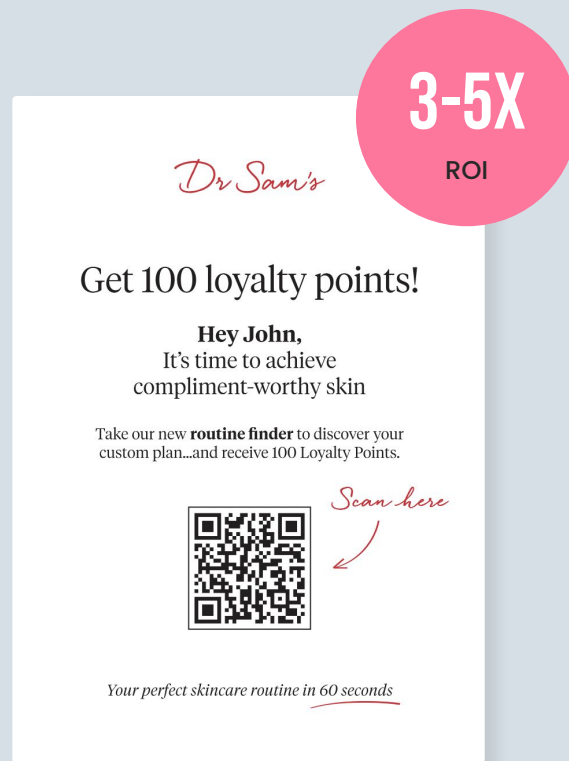 3-5X
ROI
Dr Sam's
Get 100 loyalty points!
Hey John,
It's time to achieve
compliment-worthy skin
Take our new routine finder to discover your
custom plan...and receive 100 Loyalty Points.
Scan here
Your perfect skincare routine in 60 seconds